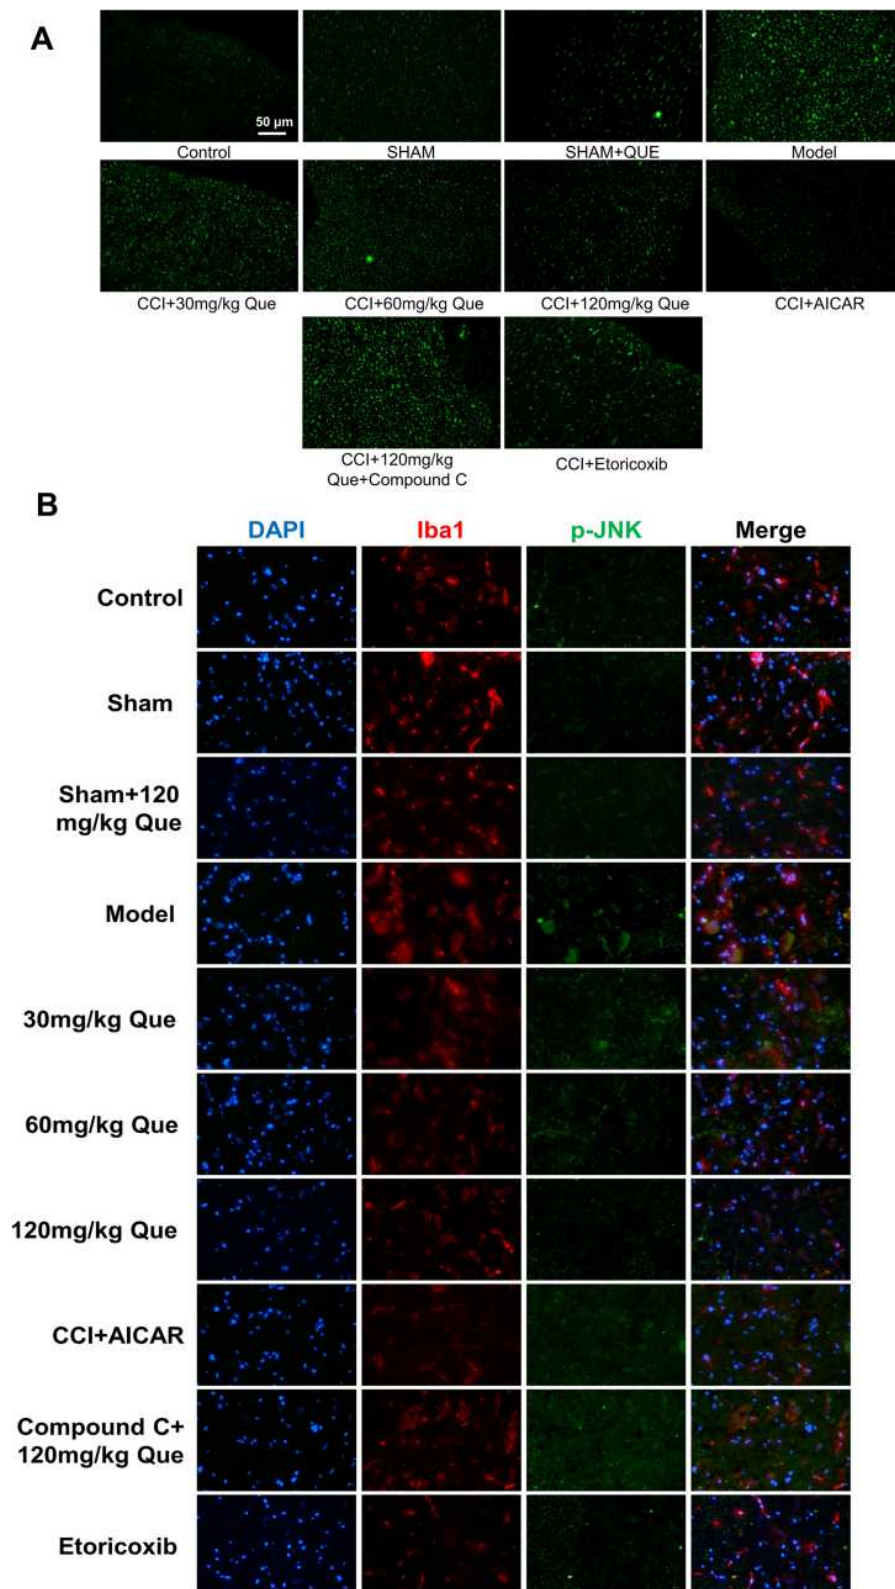 A
50 µm
Control
SHAM
SHAM+QUE
Model
CCI+30mg/kg Que
CCI+60mg/kg Que
CCI+120mg/kg Que
CCI+AICAR
CCI+120mg/kg
Que+Compound C
CCI+Etoricoxib
B
DAPI
Iba1
p-JNK
Merge
Control
Sham
Sham+120
mg/kg Que
Model
30mg/kg Que
60mg/kg Que
120mg/kg Que
CCI+AICAR
Compound C+
120mg/kg Que
Etoricoxib